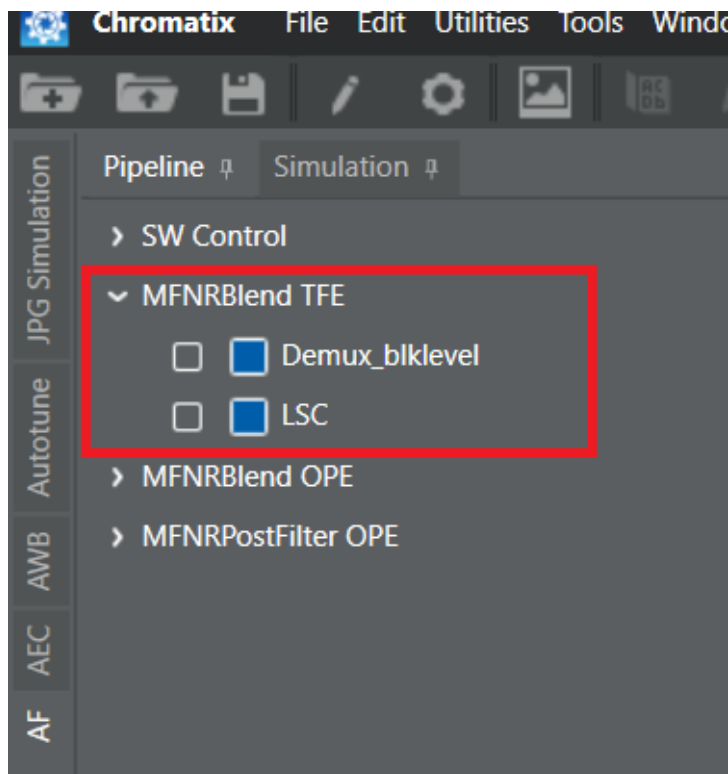 Chromatix File Edit Utilities Tools
Pipeline Simulation
SW Control
MFNRBlend TFE
Demux_blklevel
LSC
MFNRBlend OPE
MFNRPostFilter OPE
JPG Simulation
Autotune
AWB
AEC
AF